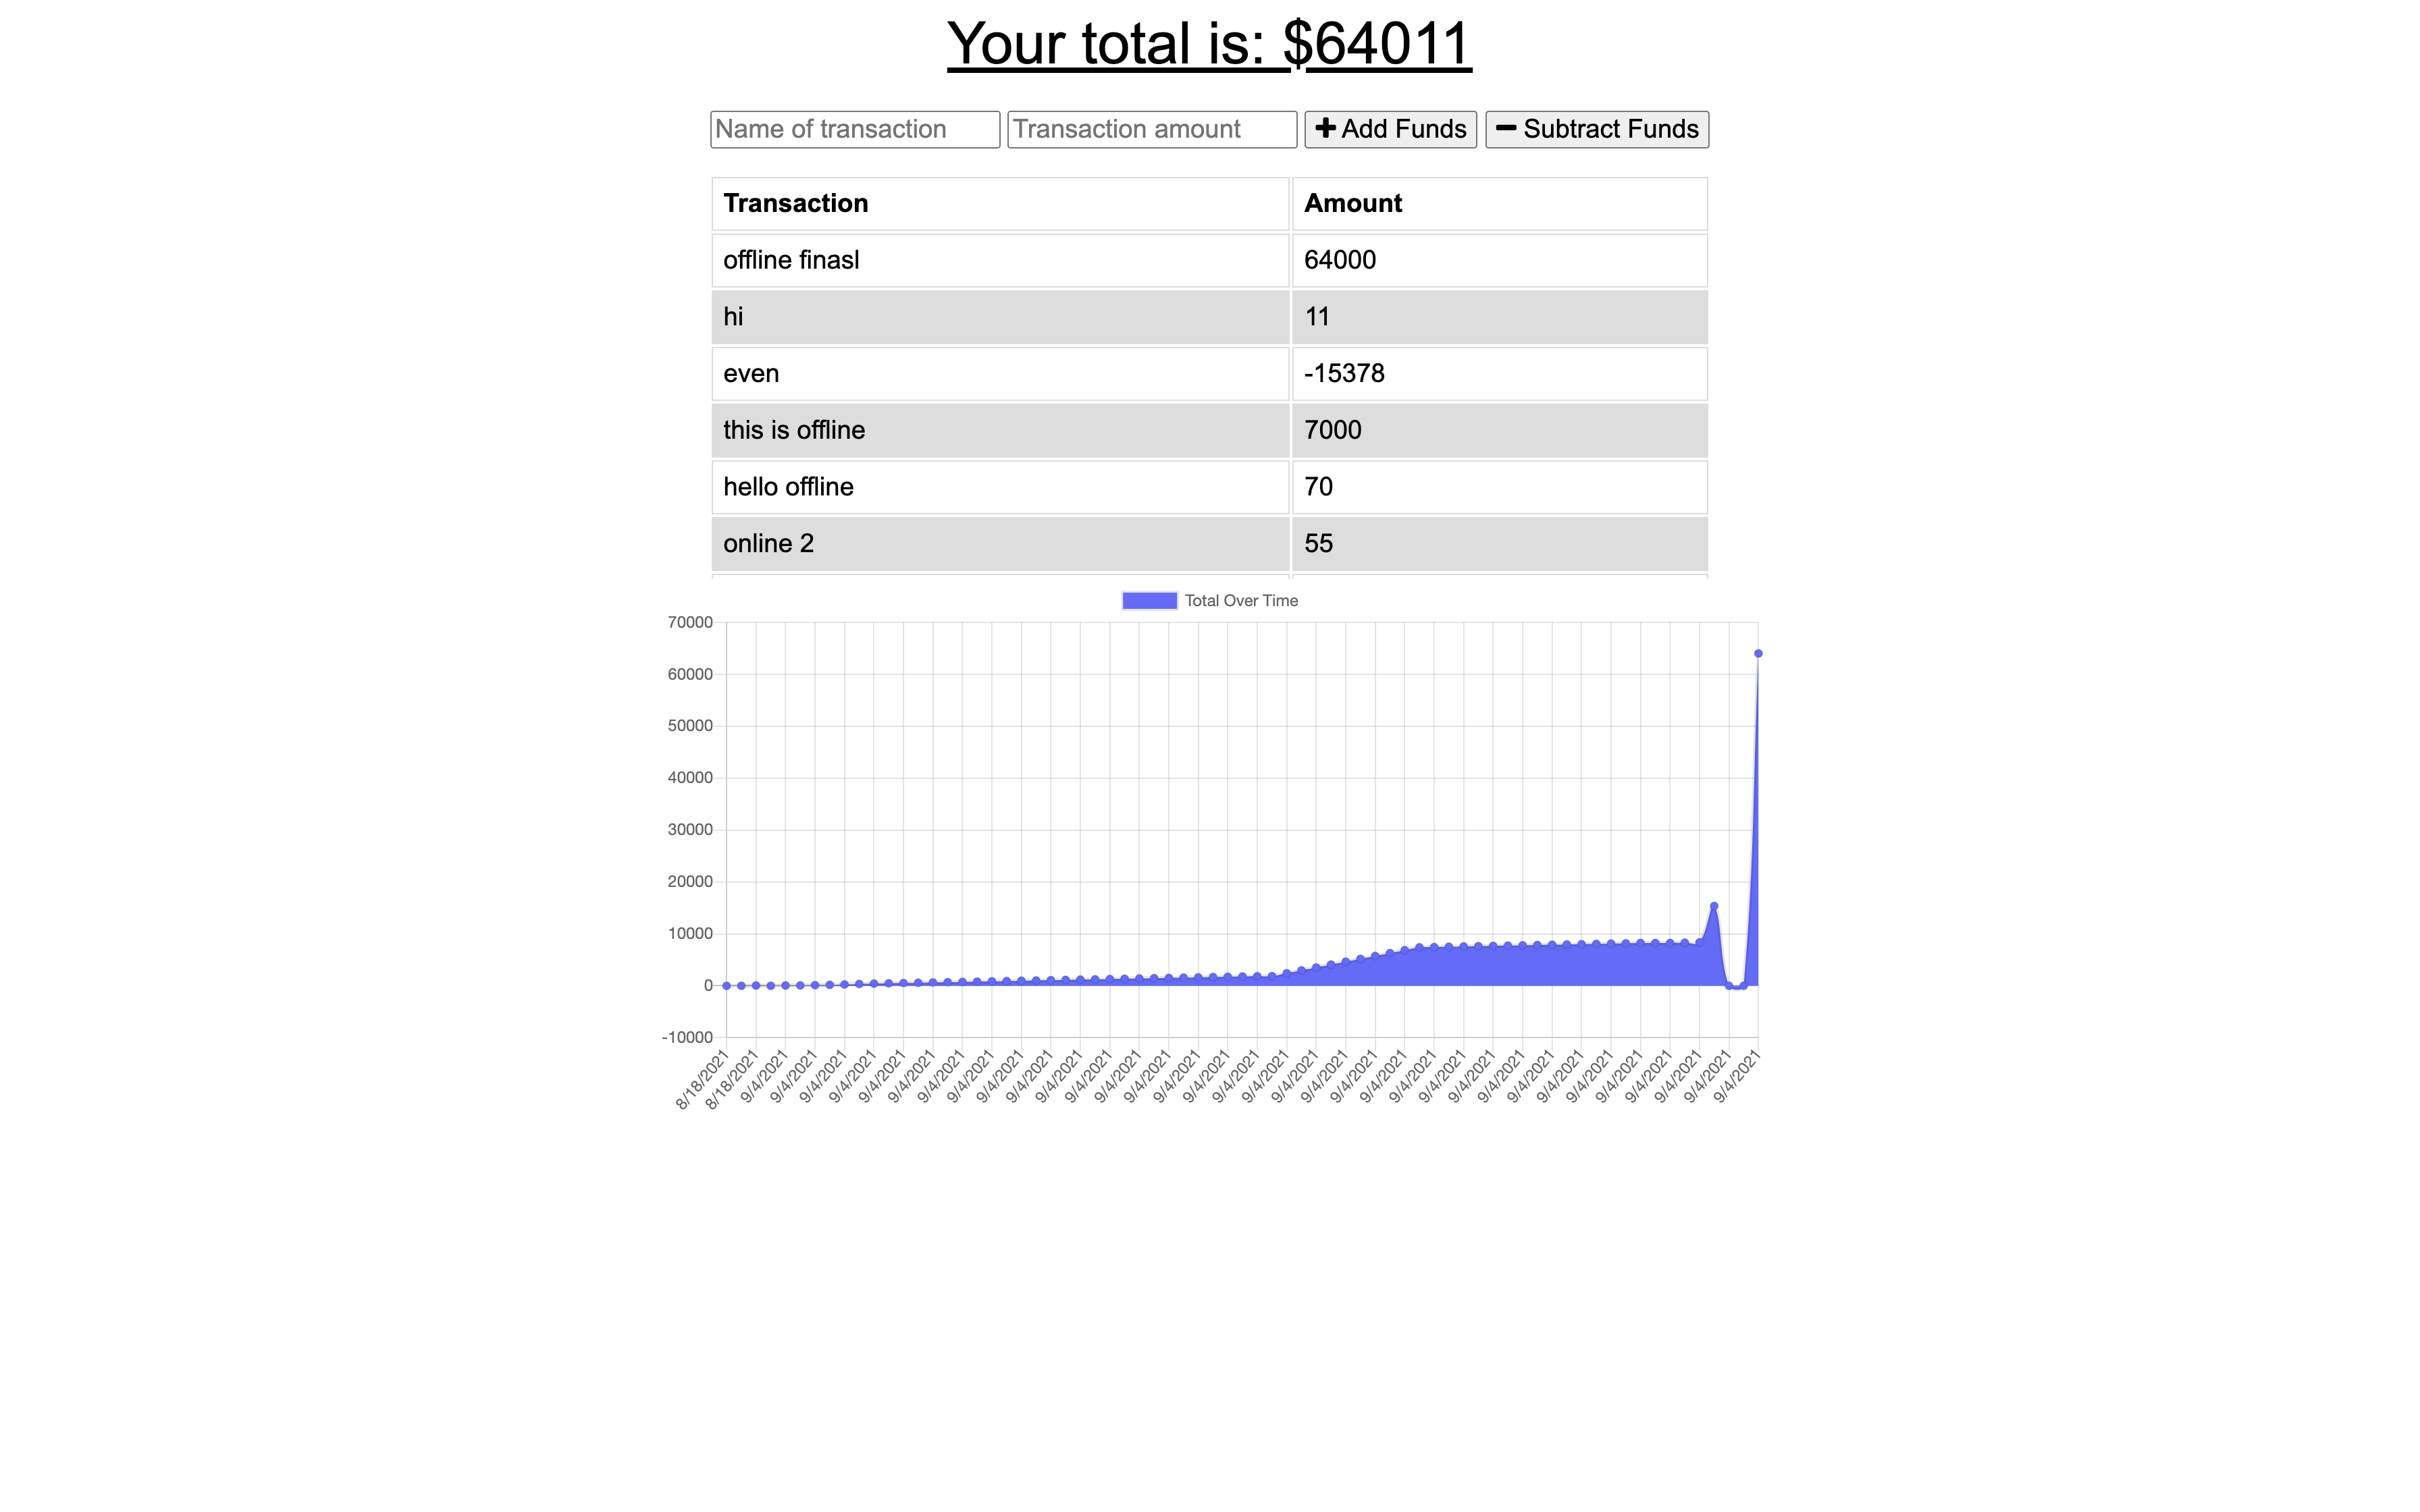 Your total is: $64011
Name of transaction Transaction amount Add Funds Subtract Funds
Transaction Amount
offline finasl 64000
hi 11
even -15378
this is offline 7000
hello offline 70
online 2 55
Total Over Time
70000
60000
50000
40000
30000
20000
10000
0
-10000
8/18/2021 8/18/2021 9/4/2021 9/4/2021 9/4/2021 9/4/2021 9/4/2021 9/4/2021 9/4/2021 9/4/2021 9/4/2021 9/4/2021 9/4/2021 9/4/2021 9/4/2021 9/4/2021 9/4/2021 9/4/2021 9/4/2021 9/4/2021 9/4/2021 9/4/2021 9/4/2021 9/4/2021 9/4/2021 9/4/2021 9/4/2021 9/4/2021 9/4/2021 9/4/2021 9/4/2021 9/4/2021 9/4/2021 9/4/2021 9/4/2021 9/4/2021